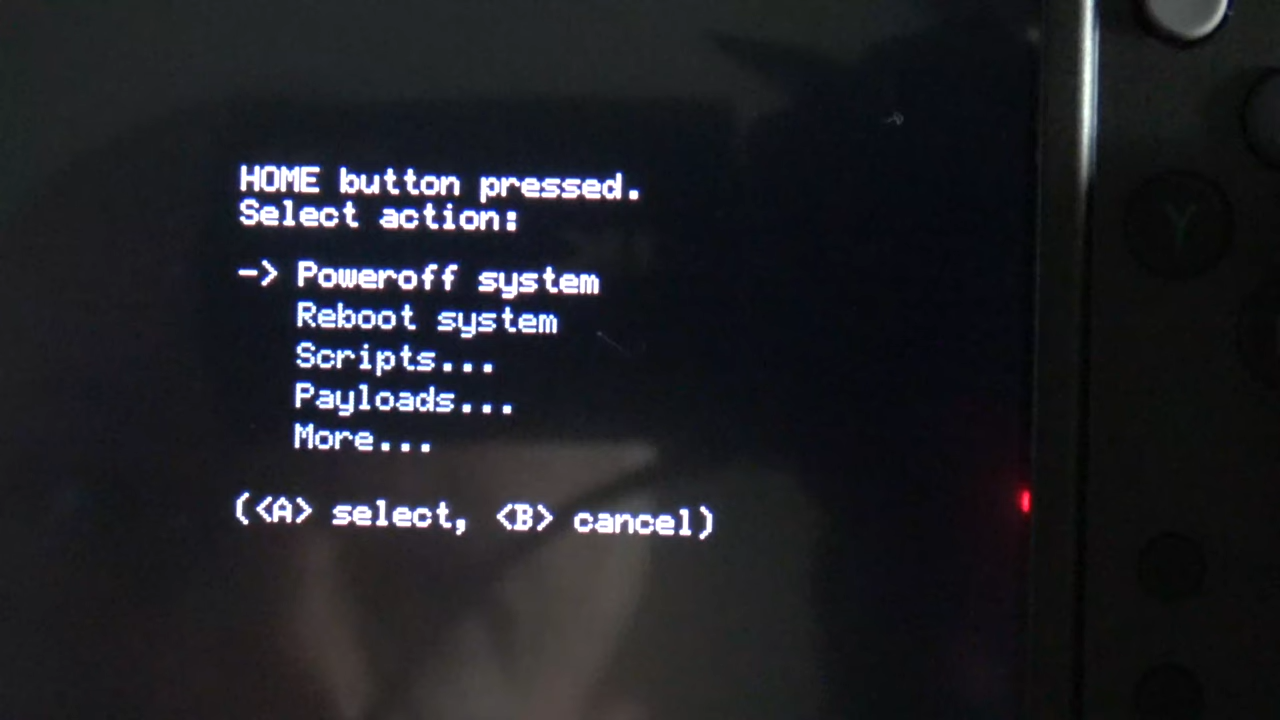 HOME button pressed.
Select action:
-> Poweroff system
Reboot system
Scripts...
Payloads...
More...
(<A> select, <B> cancel)
Y